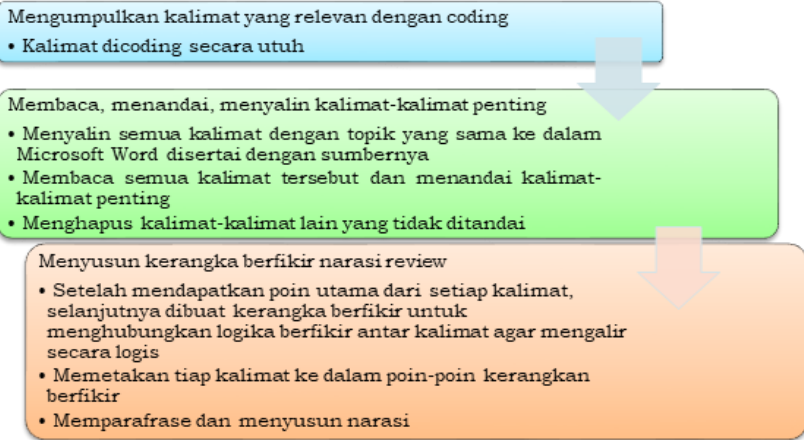 Mengumpulkan kalimat yang relevan dengan coding
• Kalimat dicoding secara utuh
Membaca, menandai, menyalin kalimat-kalimat penting
• Menyalin semua kalimat dengan topik yang sama ke dalam
Microsoft Word disertai dengan sumbernya
• Membaca semua kalimat tersebut dan menandai kalimat-
kalimat penting
• Menghapus kalimat-kalimat lain yang tidak ditandai
Menyusun kerangka berfikir narasi review
• Setelah mendapatkan poin utama dari setiap kalimat,
selanjutnya dibuat kerangka berfikir untuk
menghubungkan logika berfikir antar kalimat agar mengalir
secara logis
• Memetakan tiap kalimat ke dalam poin-poin kerangkan
berfikir
• Memparafrase dan menyusun narasi